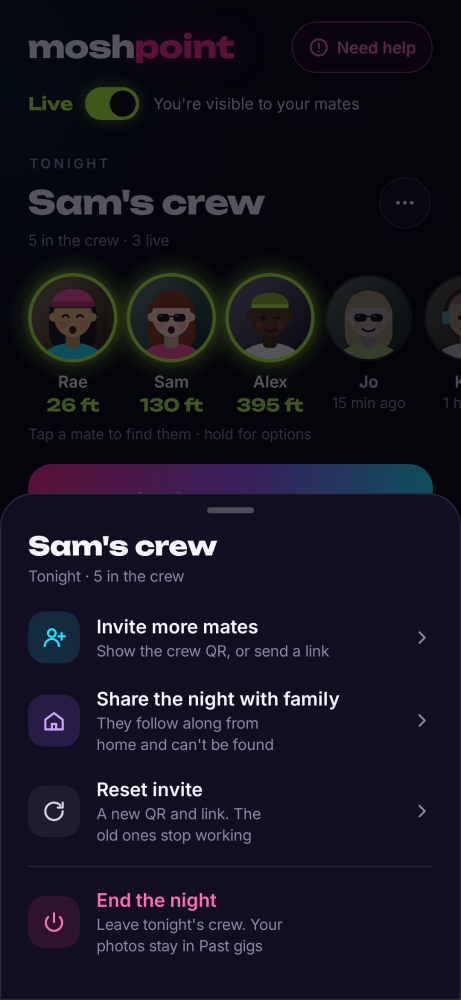 moshpoint
Need help
Live
You're visible to your mates
TONIGHT
Sam's crew
5 in the crew · 3 live
Rae
Sam
Alex
Jo
26 ft
130 ft
395 ft
15 min ago
Tap a mate to find them · hold for options
Sam's crew
Tonight · 5 in the crew
Invite more mates
Show the crew QR, or send a link
Share the night with family
They follow along from
home and can't be found
Reset invite
A new QR and link. The
old ones stop working
End the night
Leave tonight's crew. Your
photos stay in Past gigs